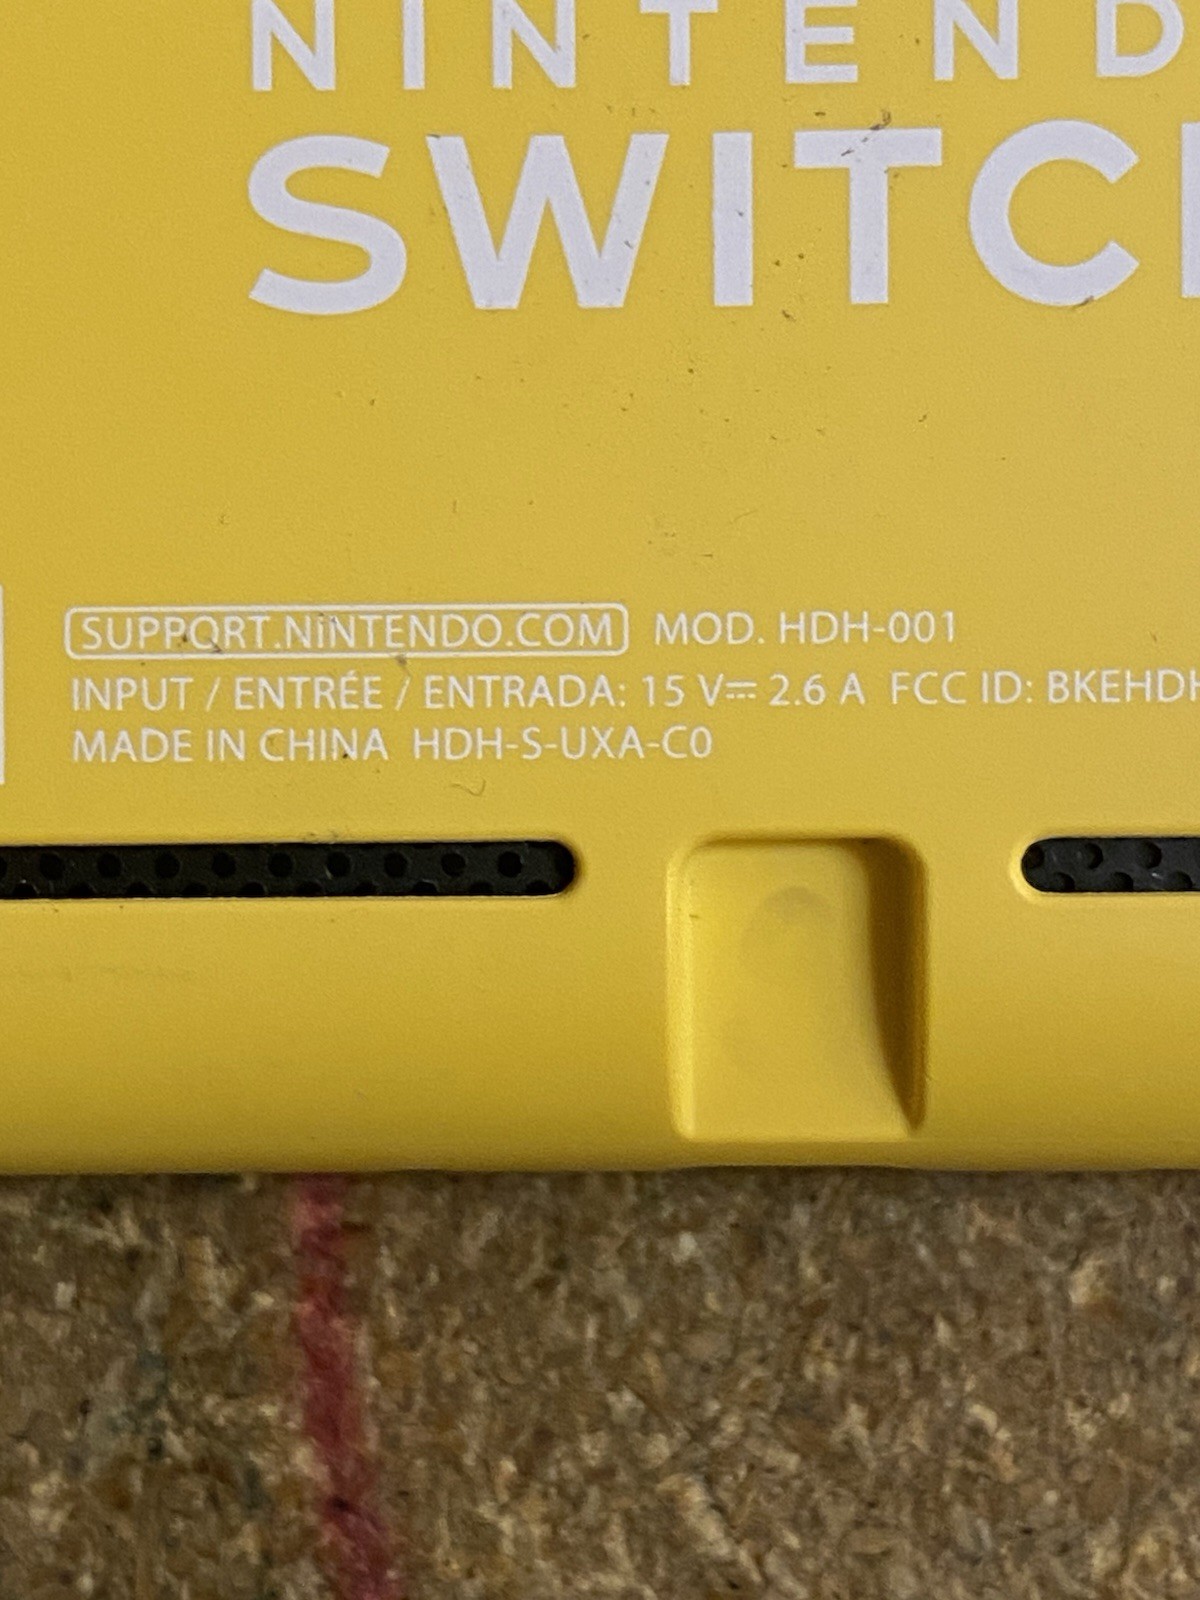 NINTEND
SWITC
SUPPORT.NINTENDO.COM MOD. HDH-001
INPUT / ENTRÉE / ENTRADA: 15 V⎓ 2.6 A FCC ID: BKEHDH
MADE IN CHINA HDH-S-UXA-C0